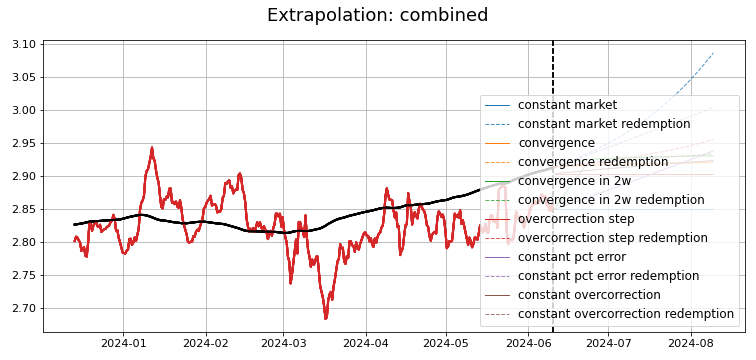 Extrapolation: combined
3.10
3.05
3.00
2.95
2.90
2.85
2.80
2.75
2.70
constant market
constant market redemption
convergence
convergence redemption
convergence in 2w
convergence in 2w redemption
overcorrection step
overcorrection step redemption
constant pct error
constant pct error redemption
constant overcorrection
constant overcorrection redemption
2024-01 2024-02 2024-03 2024-04 2024-05 2024-06 2024-07 2024-08